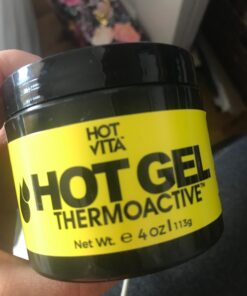 HOT
VITA
HOT GEL
THERMOACTIVE™
Net Wt. ℮ 4 oz | 113g